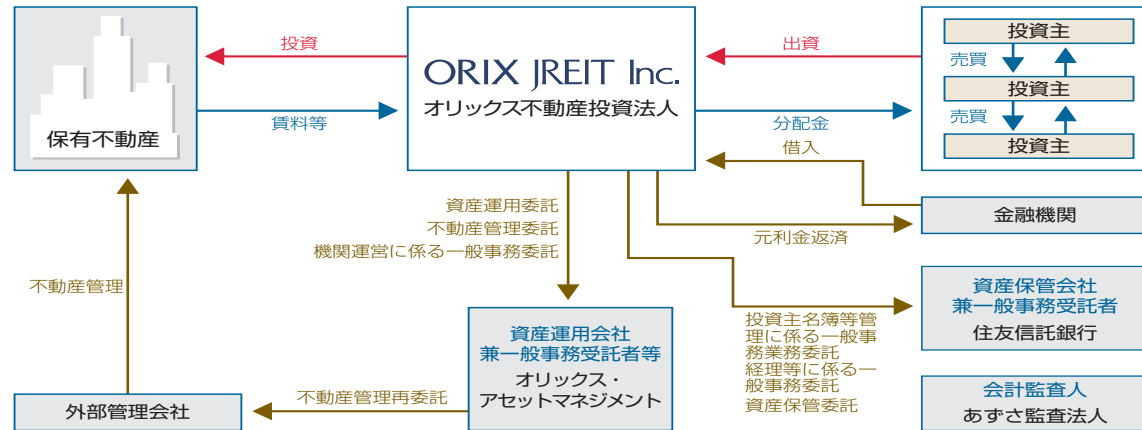 投資
保有不動産
賃料等
ORIX JREIT Inc.
オリックス不動産投資法人
出資
分配金
投資主
売買
投資主
売買
投資主
借入
金融機関
元利金返済
資産運用委託
不動産管理委託
機関運営に係る一般事務委託
不動産管理
資産運用会社
兼一般事務受託者等
オリックス・
アセットマネジメント
不動産管理再委託
外部管理会社
投資主名簿等管
理に係る一般事
務業務委託
経理等に係る一
般事務委託
資産保管委託
資産保管会社
兼一般事務受託者
住友信託銀行
会計監査人
あずさ監査法人